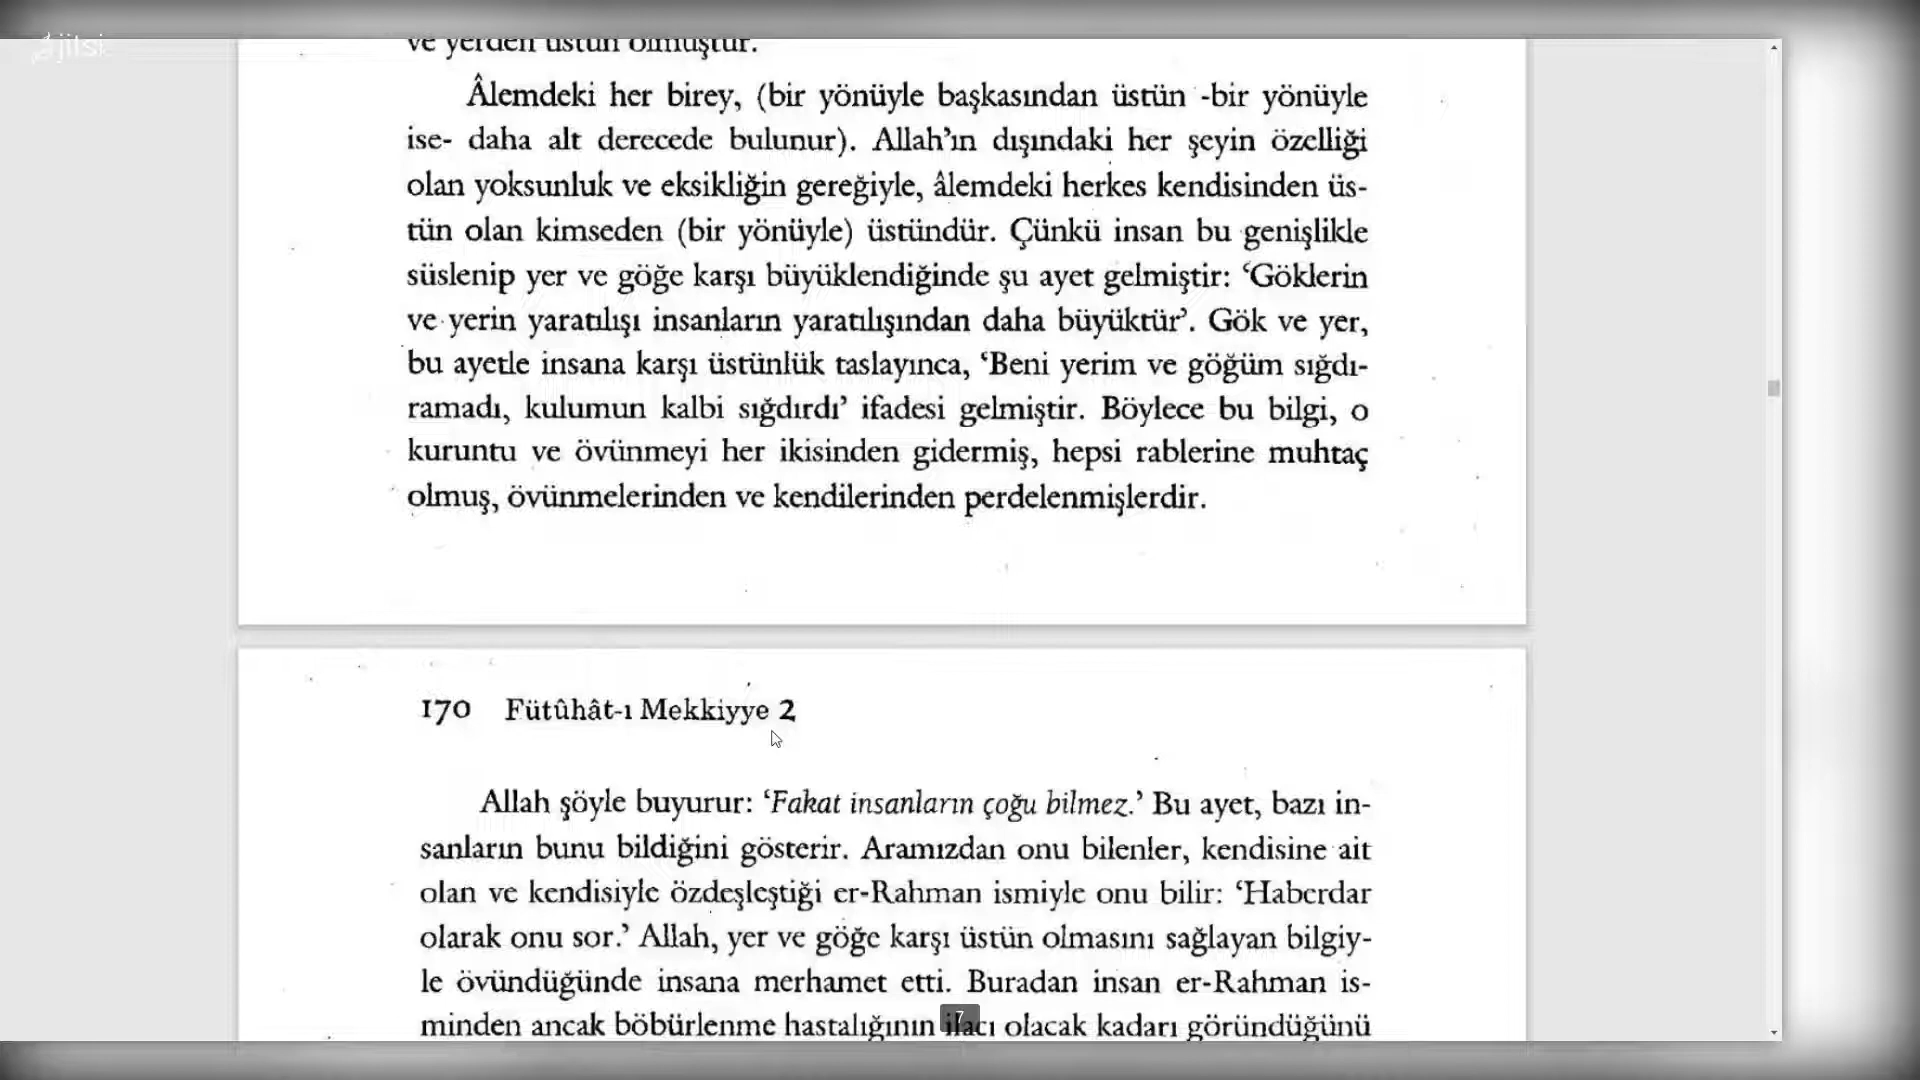 jitsi
ve yerden üstün olmuştur.
Âlemdeki her birey, (bir yönüyle başkasından üstün -bir yönüyle
ise- daha alt derecede bulunur). Allah’ın dışındaki her şeyin özelliği
olan yoksunluk ve eksikliğin gereğiyle, âlemdeki herkes kendisinden üs-
tün olan kimseden (bir yönüyle) üstündür. Çünkü insan bu genişlikle
süslenip yer ve göğe karşı büyüklendiğinde şu ayet gelmiştir: ‘Göklerin
ve yerin yaratılışı insanların yaratılışından daha büyüktür’. Gök ve yer,
bu ayetle insana karşı üstünlük taslayınca, ‘Beni yerim ve göğüm sığdı-
ramadı, kulumun kalbi sığdırdı’ ifadesi gelmiştir. Böylece bu bilgi, o
kuruntu ve övünmeyi her ikisinden gidermiş, hepsi rablerine muhtaç
olmuş, övünmelerinden ve kendilerinden perdelenmişlerdir.
170 Fütûhât-ı Mekkiyye 2
Allah şöyle buyurur: ‘Fakat insanların çoğu bilmez.’ Bu ayet, bazı in-
sanların bunu bildiğini gösterir. Aramızdan onu bilenler, kendisine ait
olan ve kendisiyle özdeşleştiği er-Rahman ismiyle onu bilir: ‘Haberdar
olarak onu sor.’ Allah, yer ve göğe karşı üstün olmasını sağlayan bilgiy-
le övündüğünde insana merhamet etti. Buradan insan er-Rahman is-
minden ancak böbürlenme hastalığının ilacı olacak kadarı göründüğünü
7